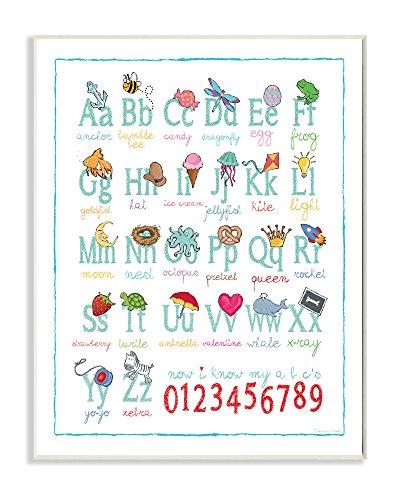 Aa Bb Cc Dd Ee Ff
anchor bumble bee candy dragonfly egg frog
Gg Hh Ii Jj Kk Ll
goldfish hat ice cream jellyfish kite light
Mm Nn Oo Pp Qq Rr
moon nest octopus pretzel queen rocket
Ss Tt Uu Vv Ww Xx
strawberry turtle umbrella valentine whale x-ray
Yy Zz
yo-yo zebra
now i know my a b c's
0123456789